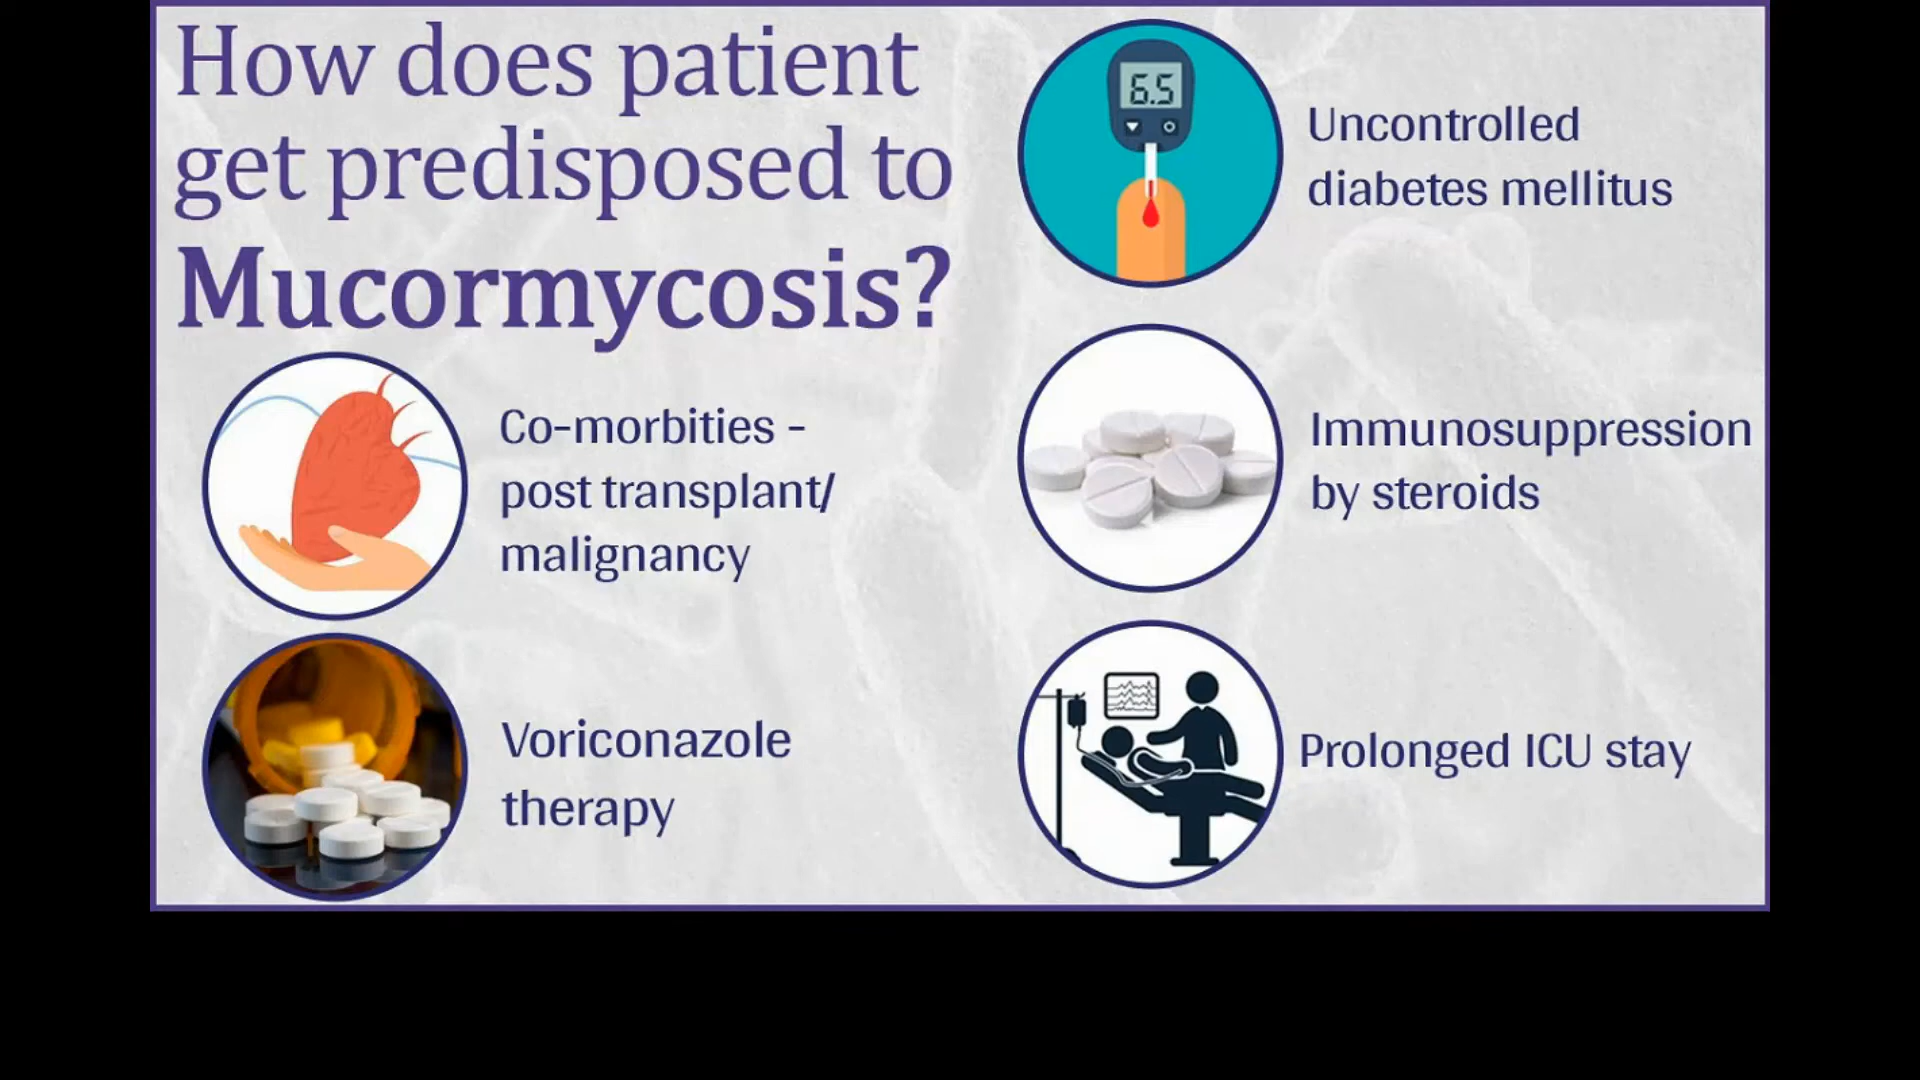 How does patient
get predisposed to
Mucormycosis?
Co-morbities -
post transplant/
malignancy
Voriconazole
therapy
6.5
Uncontrolled
diabetes mellitus
Immunosuppression
by steroids
Prolonged ICU stay